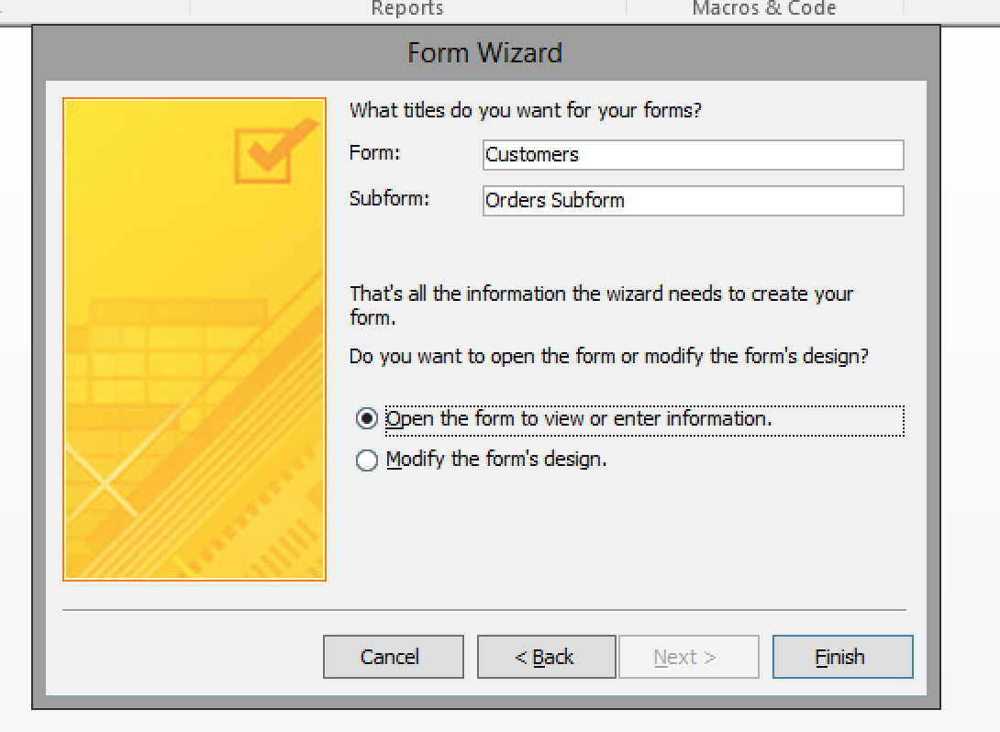 Reports Macros & Code
Form Wizard
What titles do you want for your forms?
Form: Customers
Subform: Orders Subform
That's all the information the wizard needs to create your
form.
Do you want to open the form or modify the form's design?
Open the form to view or enter information.
Modify the form's design.
Cancel < Back Next > Finish